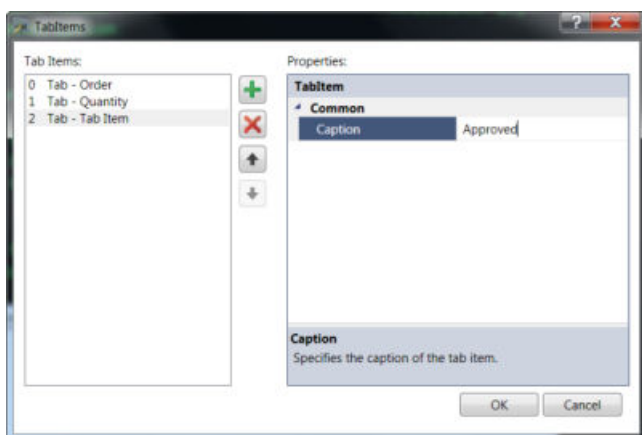 TabItems
Tab Items:
0 Tab - Order
1 Tab - Quantity
2 Tab - Tab Item
Properties:
TabItem
Common
Caption Approved
Caption
Specifies the caption of the tab item.
OK Cancel